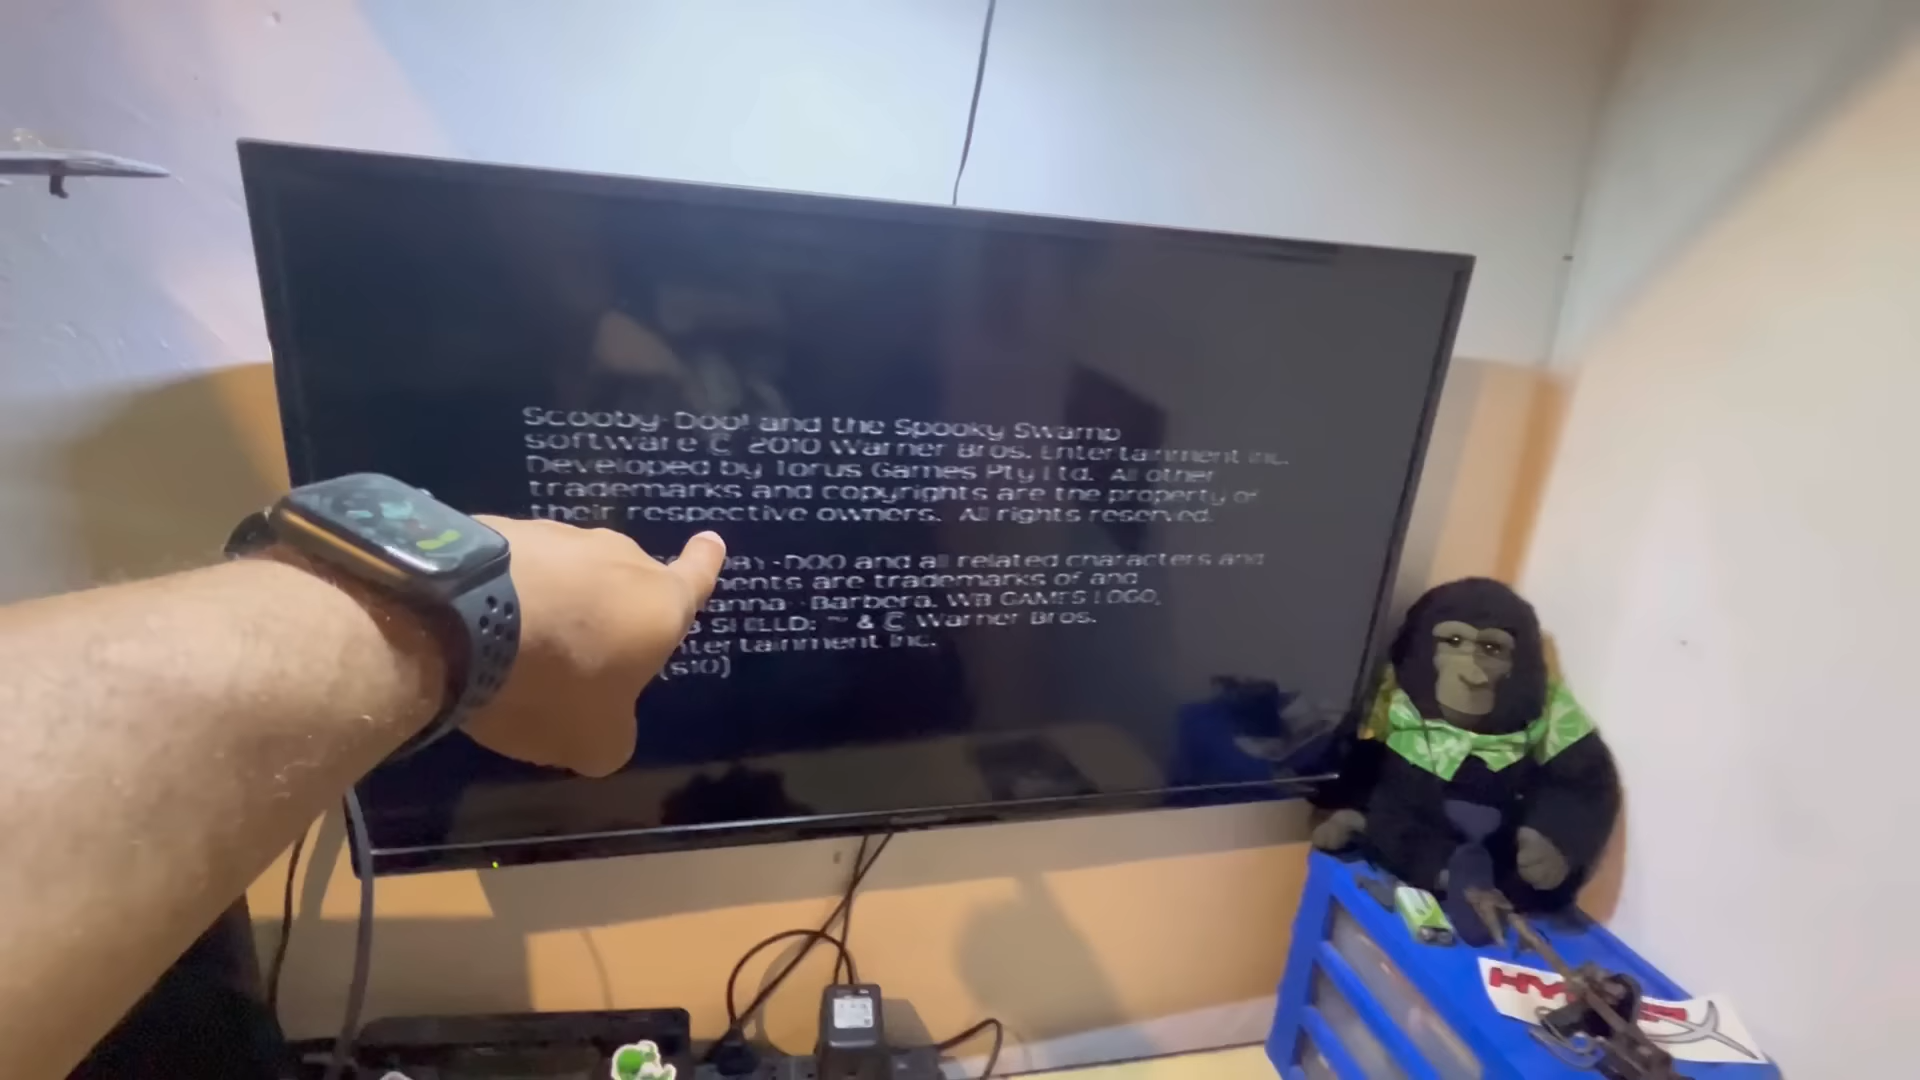 Scooby-Doo! and the Spooky Swamp
software © 2010 Warner Bros. Entertainment Inc.
Developed by Torus Games Pty Ltd. All other
trademarks and copyrights are the property of
their respective owners. All rights reserved.
-DOO and all related characters and
are trademarks of and
Barbera. WB GAMES LOGO,
SHIELD: ™ & © Warner Bros.
Entertainment Inc.
(s10)